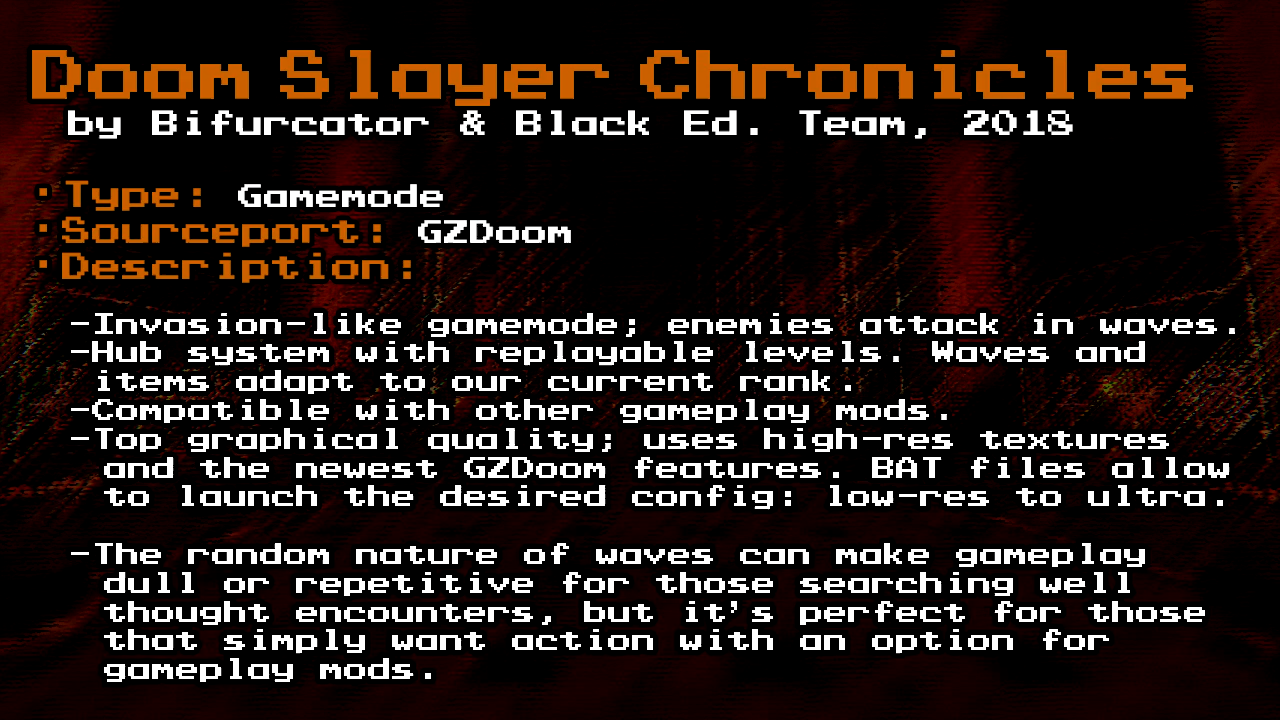 Doom Slayer Chronicles
by Bifurcator & Black Ed. Team, 2018
·Type: Gamemode
·Sourceport: GZDoom
·Description:
-Invasion-like gamemode; enemies attack in waves.
-Hub system with replayable levels. Waves and
items adapt to our current rank.
-Compatible with other gameplay mods.
-Top graphical quality; uses high-res textures
and the newest GZDoom features. BAT files allow
to launch the desired config: low-res to ultra.
-The random nature of waves can make gameplay
dull or repetitive for those searching well
thought encounters, but it's perfect for those
that simply want action with an option for
gameplay mods.